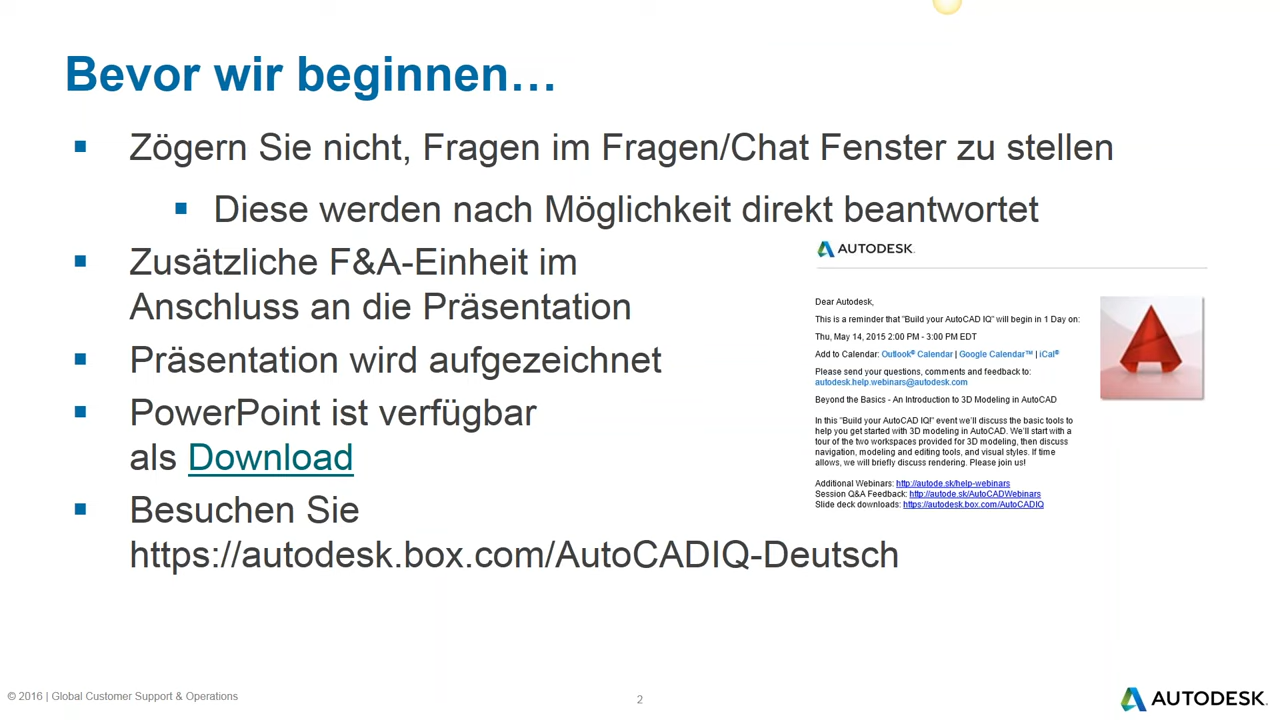 Bevor wir beginnen…
▪ Zögern Sie nicht, Fragen im Fragen/Chat Fenster zu stellen
▪ Diese werden nach Möglichkeit direkt beantwortet
▪ Zusätzliche F&A-Einheit im
Anschluss an die Präsentation
▪ Präsentation wird aufgezeichnet
▪ PowerPoint ist verfügbar
als Download
▪ Besuchen Sie
https://autodesk.box.com/AutoCADIQ-Deutsch
AUTODESK.
Dear Autodesk,
This is a reminder that "Build your AutoCAD IQ" will begin in 1 Day on:
Thu, May 14, 2015 2:00 PM - 3:00 PM EDT
Add to Calendar: Outlook® Calendar | Google Calendar™ | iCal®
Please send your questions, comments and feedback to:
autodesk.help.webinars@autodesk.com
Beyond the Basics - An Introduction to 3D Modeling in AutoCAD
In this "Build your AutoCAD IQ!" event we'll discuss the basic tools to
help you get started with 3D modeling in AutoCAD. We'll start with a
tour of the two workspaces provided for 3D modeling, then discuss
navigation, modeling and editing tools, and visual styles. If time
allows, we will briefly discuss rendering. Please join us!
Additional Webinars: http://autode.sk/help-webinars
Session Q&A Feedback: http://autode.sk/AutoCADWebinars
Slide deck downloads: https://autodesk.box.com/AutoCADIQ
© 2016 | Global Customer Support & Operations
2
AUTODESK.